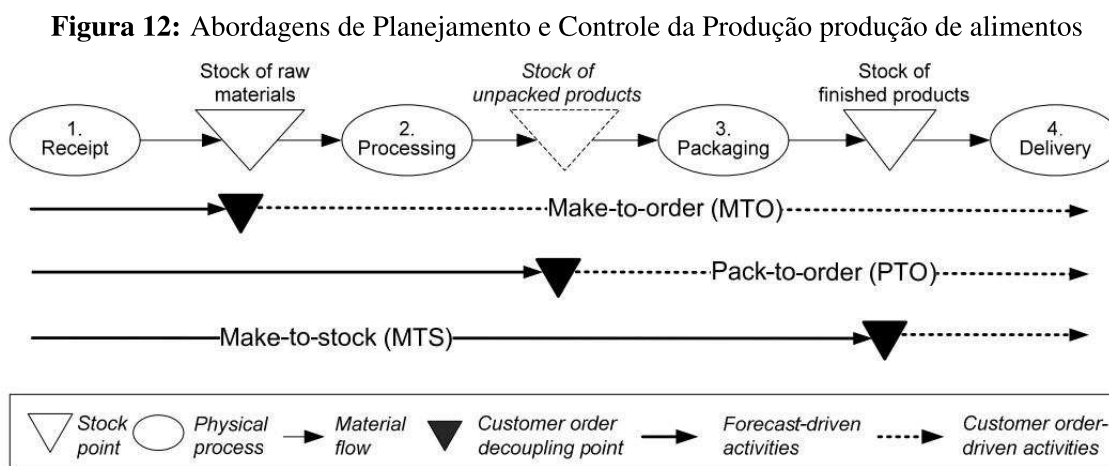 Figura 12: Abordagens de Planejamento e Controle da Produção produção de alimentos
Stock of raw
materials
Stock of
unpacked products
Stock of
finished products
1.
Receipt
2.
Processing
3.
Packaging
4.
Delivery
Make-to-order (MTO)
Pack-to-order (PTO)
Make-to-stock (MTS)
Stock
point
Physical
process
Material
flow
Customer order
decoupling point
Forecast-driven
activities
Customer order-
driven activities